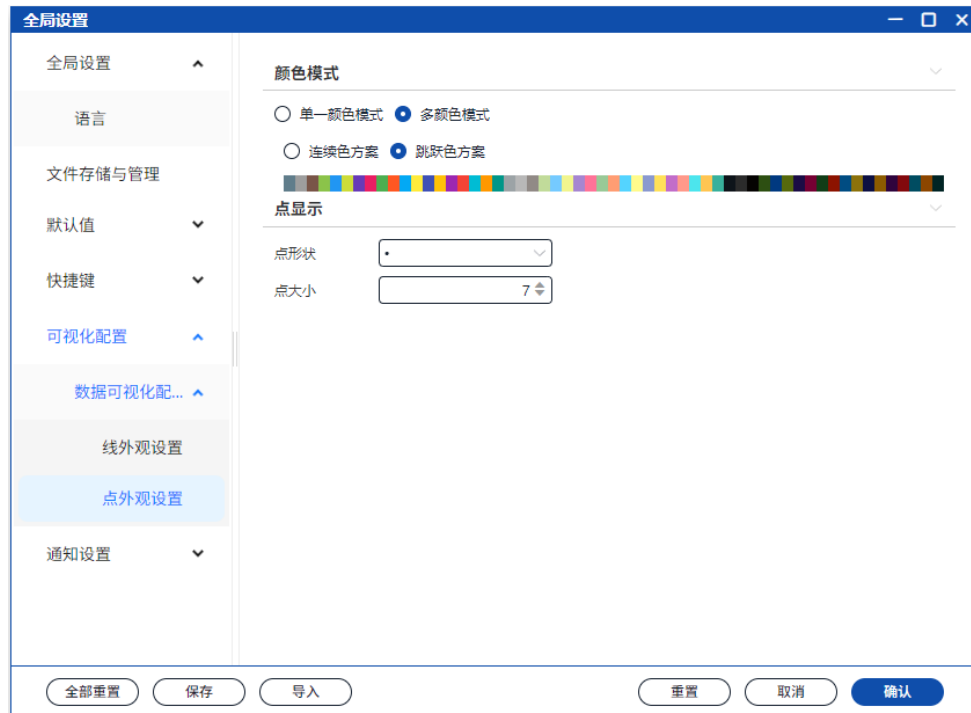 全局设置
全局设置
语言
文件存储与管理
默认值
快捷键
可视化配置
数据可视化配...
线外观设置
点外观设置
通知设置
颜色模式
单一颜色模式 多颜色模式
连续色方案 跳跃色方案
点显示
点形状 •
点大小 7
全部重置 保存 导入 重置 取消 确认